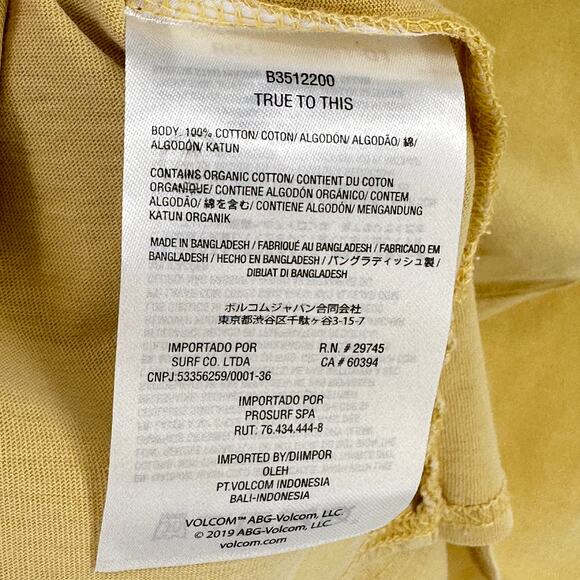 B3512200
TRUE TO THIS
BODY: 100% COTTON/ COTON/ ALGODÓN/ ALGODÃO/ 綿/
ALGODÓN/ KATUN
CONTAINS ORGANIC COTTON/ CONTIENT DU COTON
ORGANIQUE/ CONTIENE ALGODÓN ORGÁNICO/ CONTEM
ALGODÃO/ 綿を含む/ CONTIENE ALGODÓN/ MENGANDUNG
KATUN ORGANIK
MADE IN BANGLADESH / FABRIQUÉ AU BANGLADESH / FABRICADO EM
BANGLADESH / HECHO EN BANGLADESH / バングラディッシュ製 /
DIBUAT DI BANGLADESH
ボルコムジャパン合同会社
東京都渋谷区千駄ヶ谷3-15-7
IMPORTADO POR
SURF CO. LTDA
CNPJ:53356259/0001-36
R.N. # 29745
CA # 60394
IMPORTADO POR
PROSURF SPA
RUT: 76.434.444-8
IMPORTED BY/DIIMPOR
OLEH
PT.VOLCOM INDONESIA
BALI-INDONESIA
VOLCOM™ ABG-Volcom, LLC.
© 2019 ABG-Volcom, LLC.
volcom.com